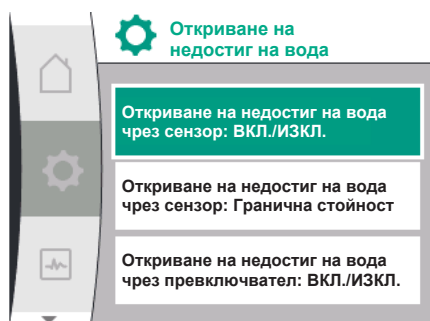 Откриване на
недостиг на вода
Откриване на недостиг на вода
чрез сензор: ВКЛ./ИЗКЛ.
Откриване на недостиг на вода
чрез сензор: Гранична стойност
Откриване на недостиг на вода
чрез превключвател: ВКЛ./ИЗКЛ.